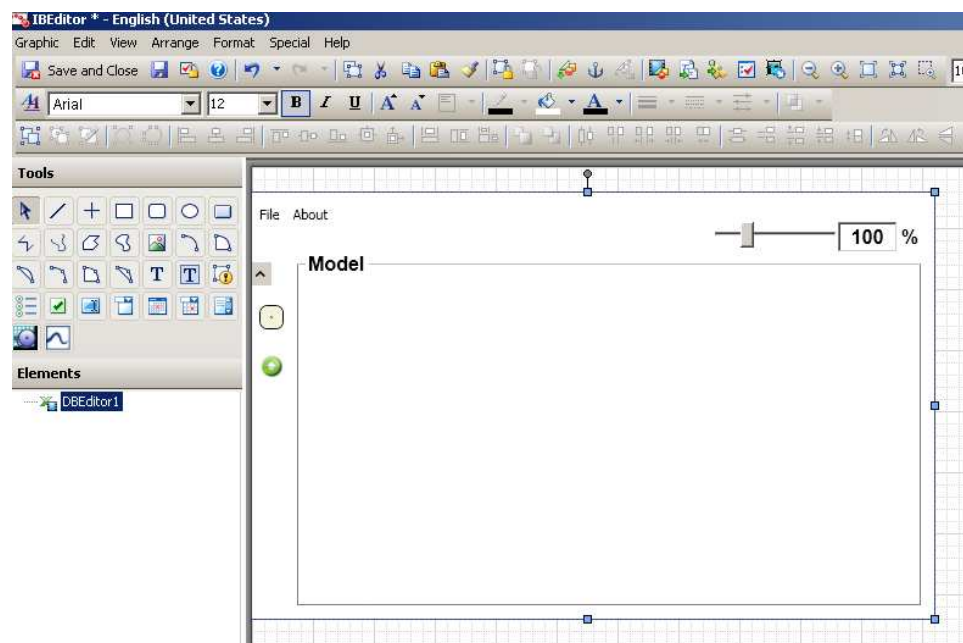 IBEditor * - English (United States)
Graphic Edit View Arrange Format Special Help
Save and Close
Arial 12 B I U A A A
Tools
T T
Elements
DBEditor1
File About
100 %
Model